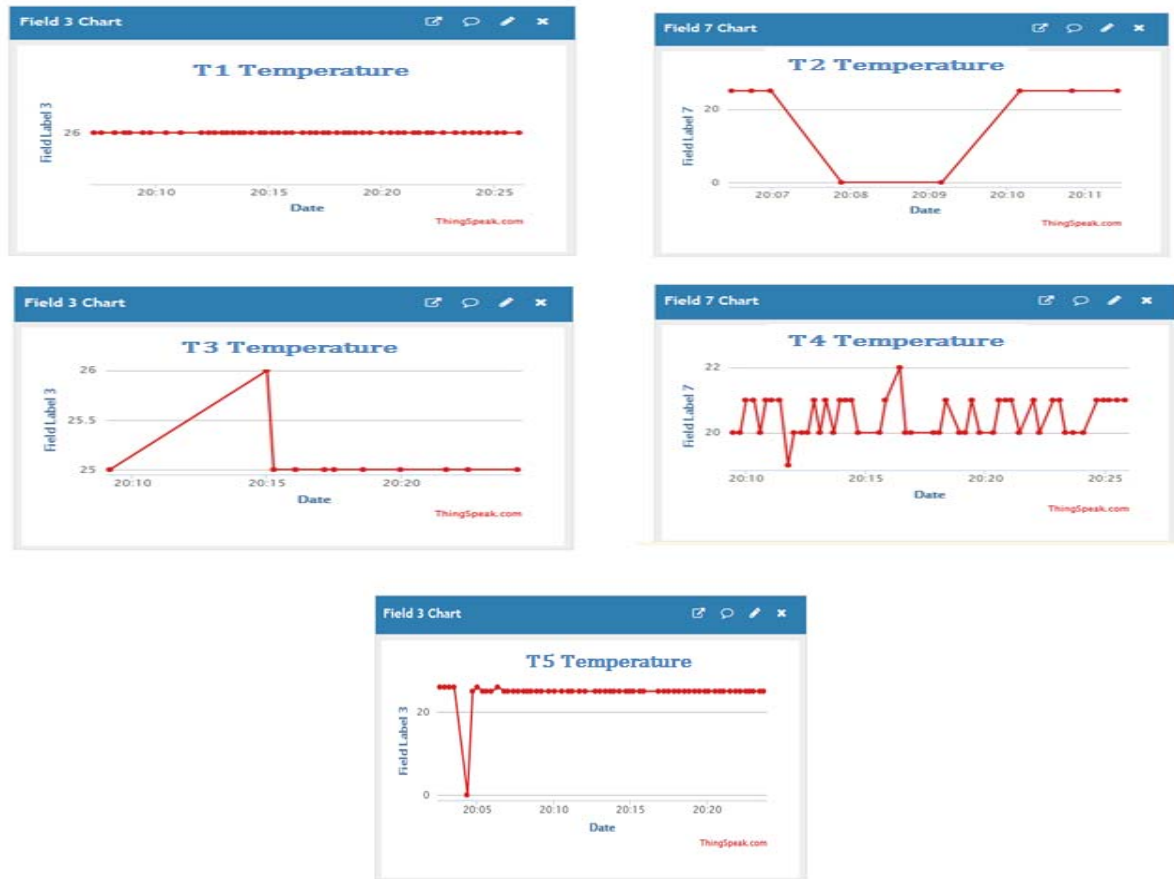 Field 3 Chart
T1 Temperature
Field Label 3
26
20:10 20:15 20:20 20:25
Date
ThingSpeak.com
Field 7 Chart
T2 Temperature
Field Label 7
20
0
20:07 20:08 20:09 20:10 20:11
Date
ThingSpeak.com
Field 3 Chart
T3 Temperature
Field Label 3
26
25.5
25
20:10 20:15 20:20
Date
ThingSpeak.com
Field 7 Chart
T4 Temperature
Field Label 7
22
20
20:10 20:15 20:20 20:25
Date
ThingSpeak.com
Field 3 Chart
T5 Temperature
Field Label 3
20
0
20:05 20:10 20:15 20:20
Date
ThingSpeak.com